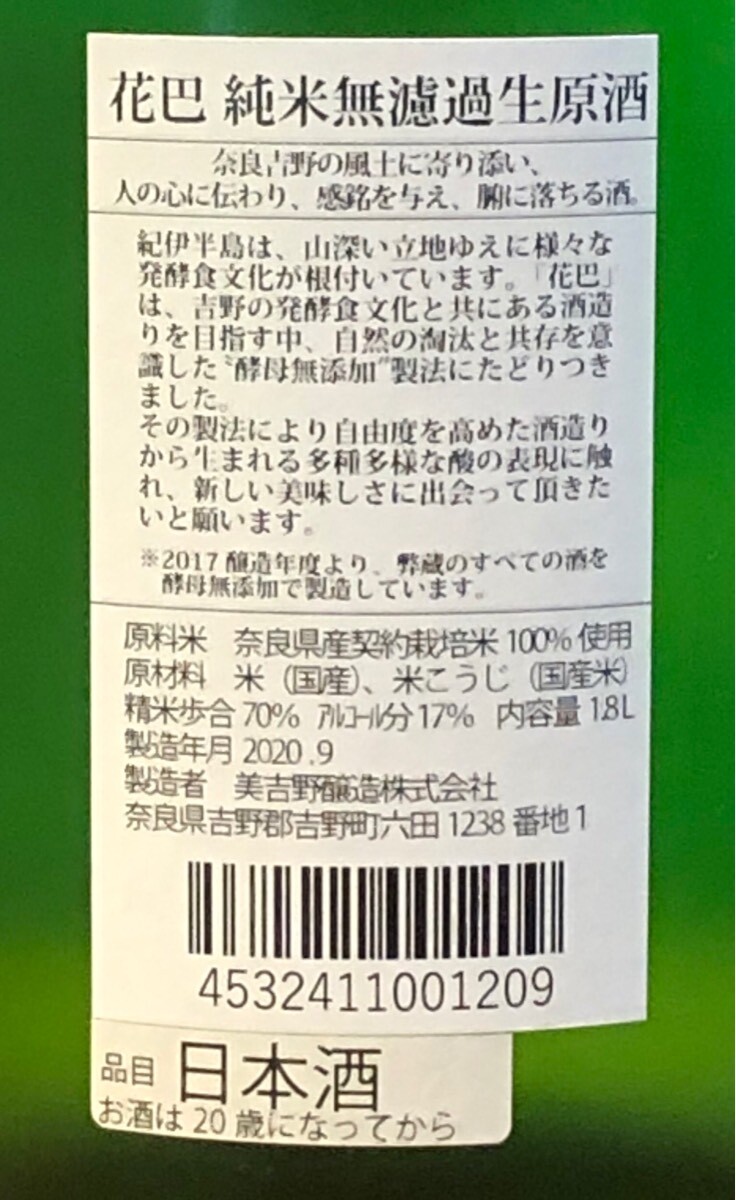 花巴 純米無濾過生原酒
奈良吉野の風土に寄り添い、
人の心に伝わり、感銘を与え、腑に落ちる酒。
紀伊半島は、山深い立地ゆえに様々な
発酵食文化が根付いています。「花巴」
は、吉野の発酵食文化と共にある酒造
りを目指す中、自然の淘汰と共存を意
識した〝酵母無添加〟製法にたどりつき
ました。
その製法により自由度を高めた酒造り
から生まれる多種多様な酸の表現に触
れ、新しい美味しさに出会って頂きた
いと願います。
※2017 醸造年度より、弊蔵のすべての酒を
酵母無添加で製造しています。
原料米 奈良県産契約栽培米 100% 使用
原材料 米（国産）、米こうじ（国産米）
精米歩合 70% アルコール分 17% 内容量 1.8L
製造年月 2020 .9
製造者 美吉野醸造株式会社
奈良県吉野郡吉野町六田 1238 番地 1
4532411001209
品目 日本酒
お酒は 20 歳になってから